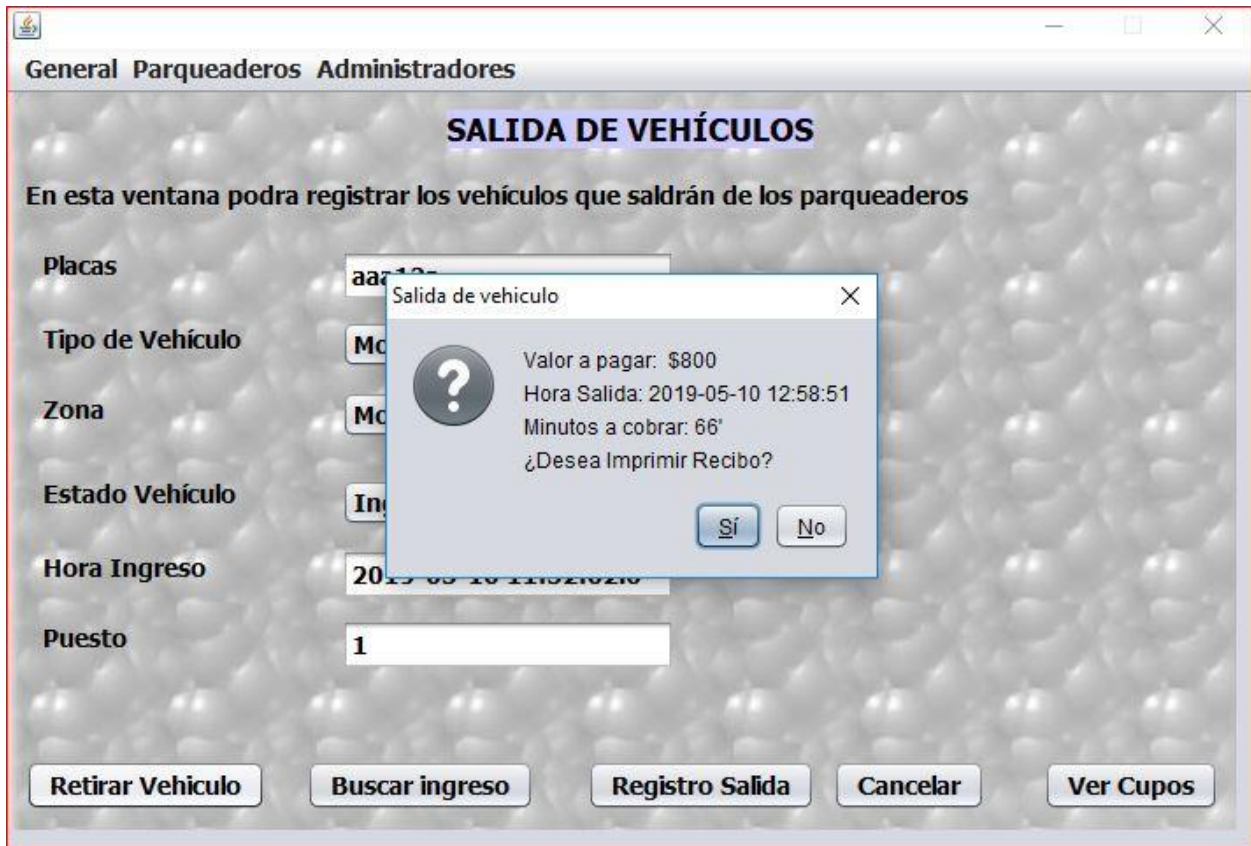 General Parqueaderos Administradores
SALIDA DE VEHÍCULOS
En esta ventana podra registrar los vehículos que saldrán de los parqueaderos
Placas
Tipo de Vehículo
Zona
Estado Vehículo
Hora Ingreso
Puesto
1
Salida de vehiculo
Valor a pagar: $800
Hora Salida: 2019-05-10 12:58:51
Minutos a cobrar: 66'
¿Desea Imprimir Recibo?
Sí No
Retirar Vehiculo Buscar ingreso Registro Salida Cancelar Ver Cupos